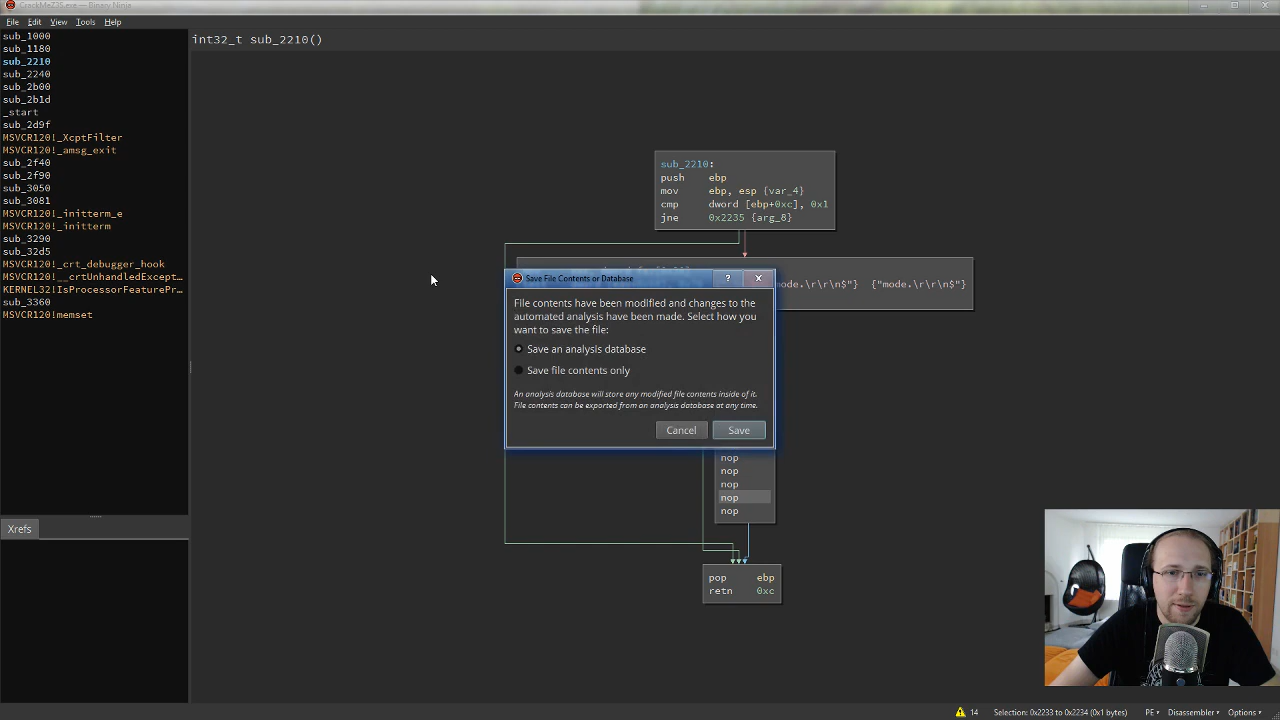 CrackMeZ3S.exe — Binary Ninja
File Edit View Tools Help
sub_1000
sub_1180
sub_2210
sub_2240
sub_2b00
sub_2b1d
_start
sub_2d9f
MSVCR120!_XcptFilter
MSVCR120!_amsg_exit
sub_2f40
sub_2f90
sub_3050
sub_3081
MSVCR120!_initterm_e
MSVCR120!_initterm
sub_3290
sub_32d5
MSVCR120!_crt_debugger_hook
MSVCR120!__crtUnhandledExcept…
KERNEL32!IsProcessorFeaturePr…
sub_3360
MSVCR120!memset
Xrefs
int32_t sub_2210()
sub_2210:
push ebp
mov ebp, esp {var_4}
cmp dword [ebp+0xc], 0x1
jne 0x2235 {arg_8}
mode.\r\r\n$"} {"mode.\r\r\n$"}
Save File Contents or Database
? X
File contents have been modified and changes to the
automated analysis have been made. Select how you
want to save the file:
Save an analysis database
Save file contents only
An analysis database will store any modified file contents inside of it.
File contents can be exported from an analysis database at any time.
Cancel Save
nop
nop
nop
nop
nop
pop ebp
retn 0xc
14 Selection: 0x2233 to 0x2234 (0x1 bytes) PE Disassembler Options